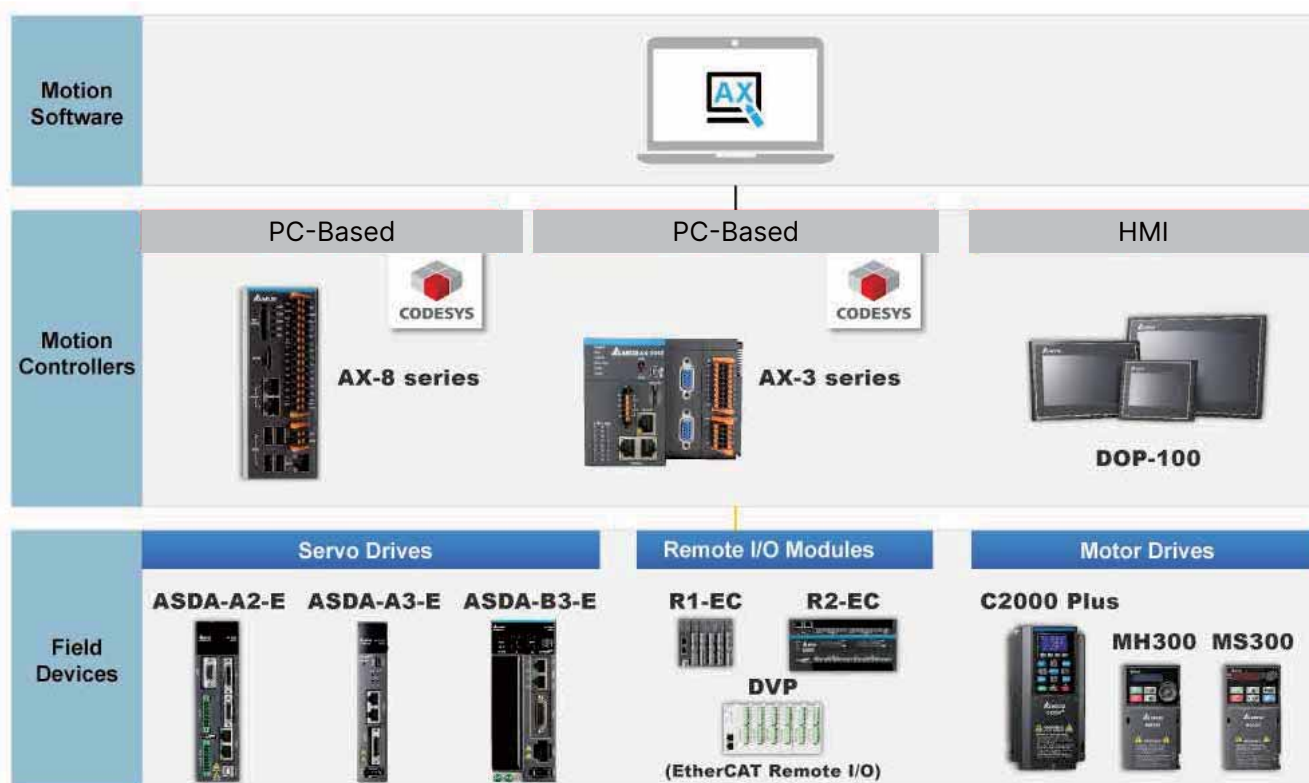 Motion
Software
AX
PC-Based
PC-Based
HMI
CODESYS
CODESYS
Motion
Controllers
AX-8 series
AX-3 series
DOP-100
Servo Drives
Remote I/O Modules
Motor Drives
ASDA-A2-E
ASDA-A3-E
ASDA-B3-E
R1-EC
R2-EC
C2000 Plus
MH300
MS300
Field
Devices
DVP
(EtherCAT Remote I/O)